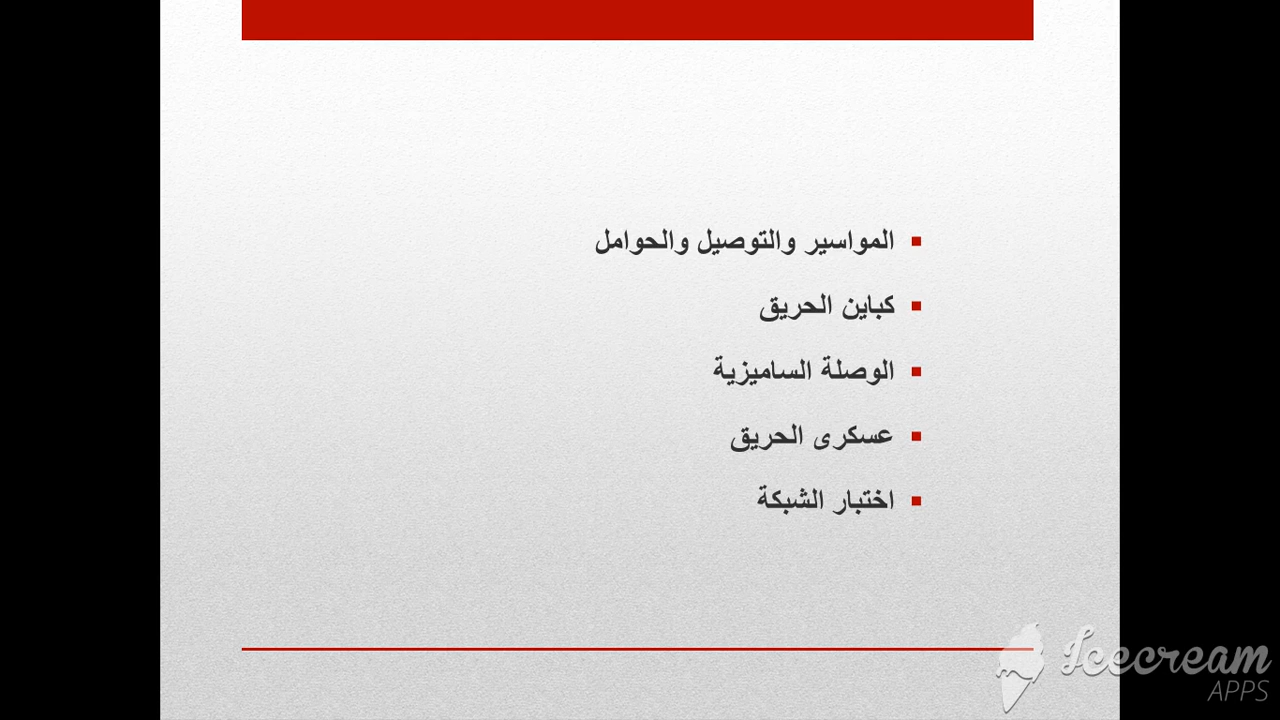 المواسير والتوصيل والحوامل
كباين الحريق
الوصلة الساميزية
عسكرى الحريق
اختبار الشبكة
Icecream
APPS